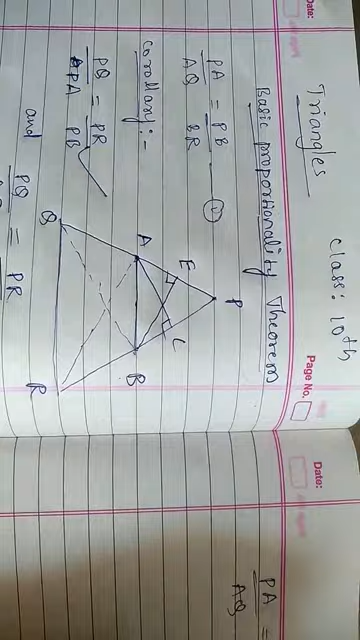 Date:
Triangles
class: 10th
Page No.
Basic proportionality Theorem
PA/AQ = PB/BR — ①
corollary:-
PQ/PA = PR/PB ✓
and
PQ = PR
P
E
C
A
B
Q
R
Date:
PA/AQ =